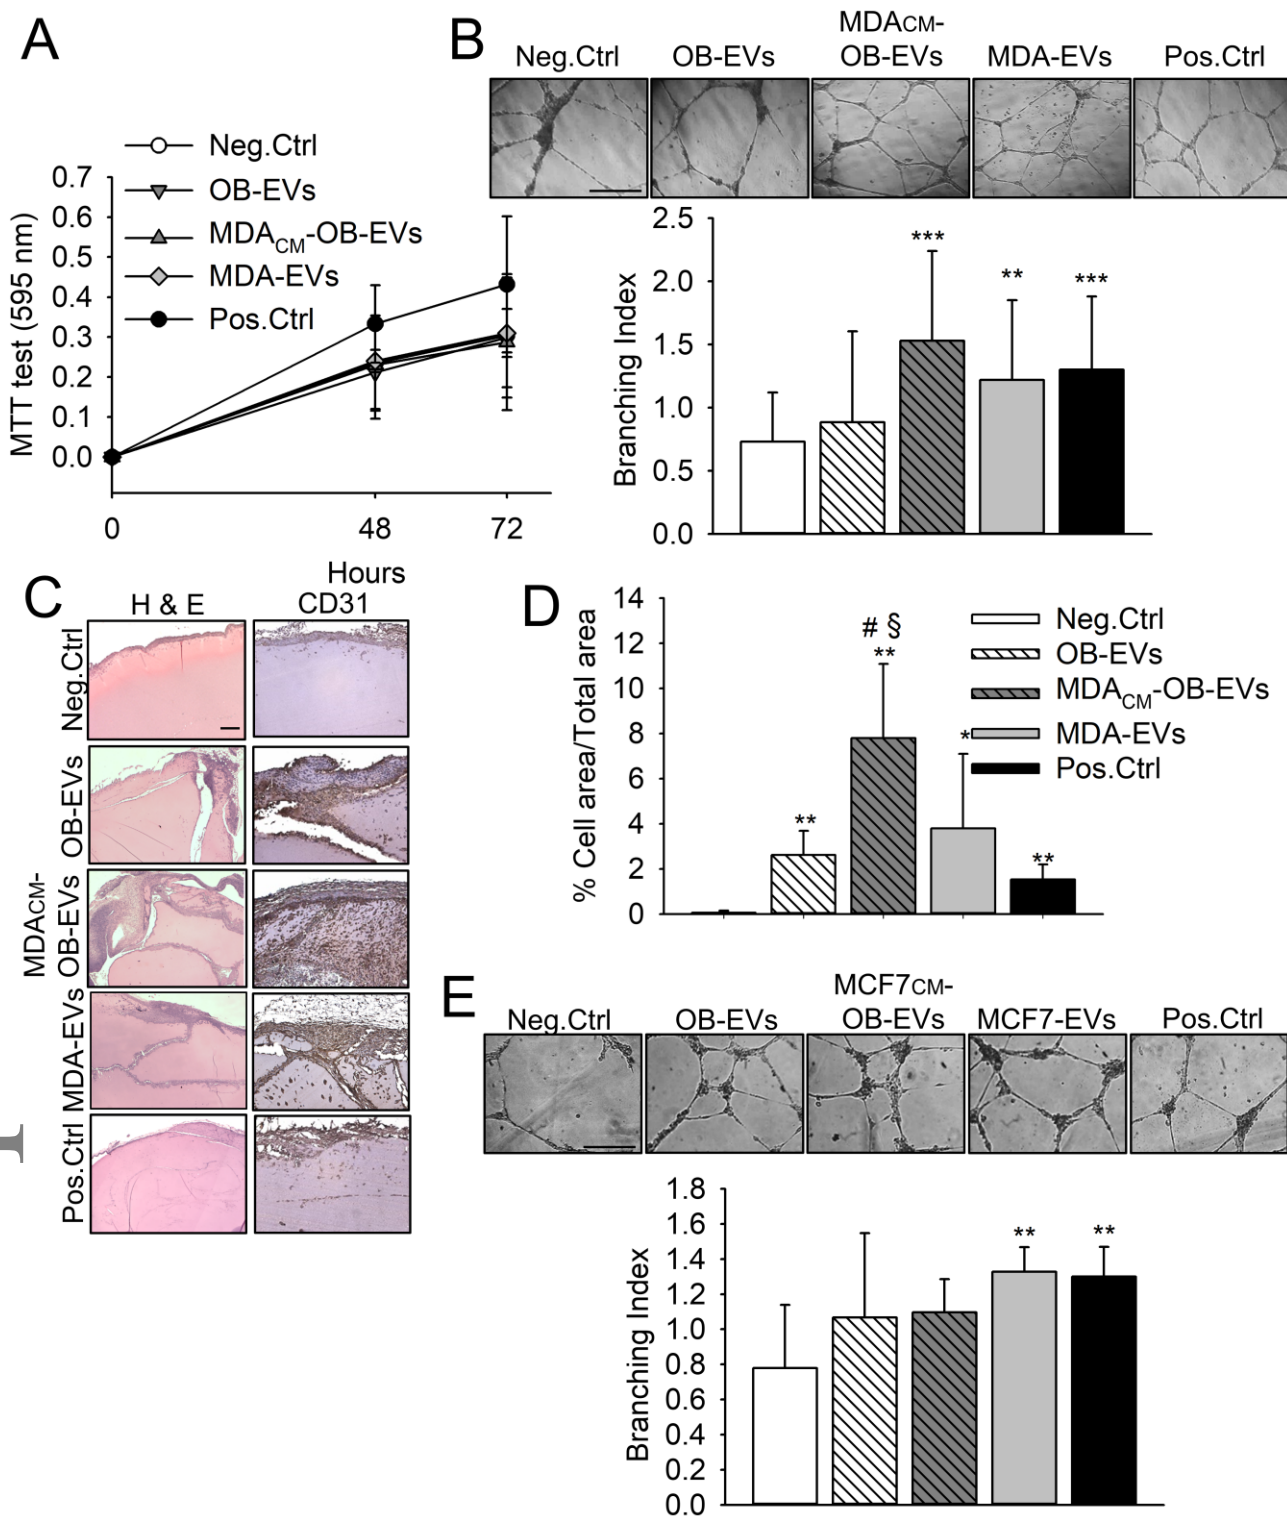 A
Neg.Ctrl
OB-EVs
MDACM-OB-EVs
MDA-EVs
Pos.Ctrl
MTT test (595 nm)
0.7
0.6
0.5
0.4
0.3
0.2
0.1
0.0
0
48
72
Hours
B
Neg.Ctrl
OB-EVs
MDACM-
OB-EVs
MDA-EVs
Pos.Ctrl
Branching Index
2.5
2.0
1.5
1.0
0.5
0.0
***
**
***
C
H & E
CD31
Neg.Ctrl
OB-EVs
MDACM-
OB-EVs
MDA-EVs
Pos.Ctrl
D
% Cell area/Total area
14
12
10
8
6
4
2
0
**
# §
**
*
**
Neg.Ctrl
OB-EVs
MDACM-OB-EVs
MDA-EVs
Pos.Ctrl
E
Neg.Ctrl
OB-EVs
MCF7CM-
OB-EVs
MCF7-EVs
Pos.Ctrl
Branching Index
1.8
1.6
1.4
1.2
1.0
0.8
0.6
0.4
0.2
0.0
**
**